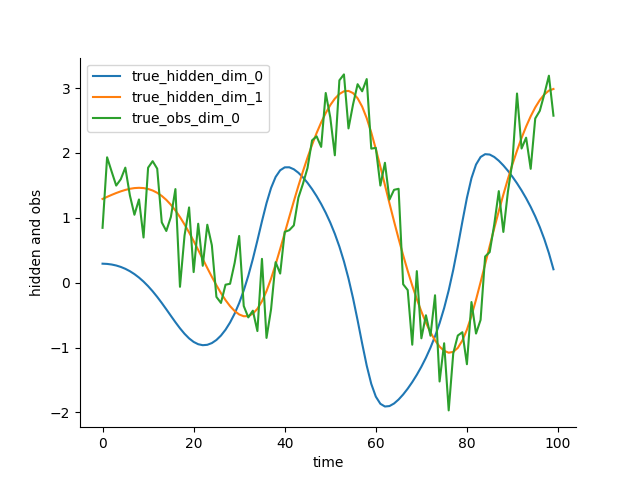 true_hidden_dim_0
true_hidden_dim_1
true_obs_dim_0
hidden and obs
3
2
1
0
−1
−2
0 20 40 60 80 100
time